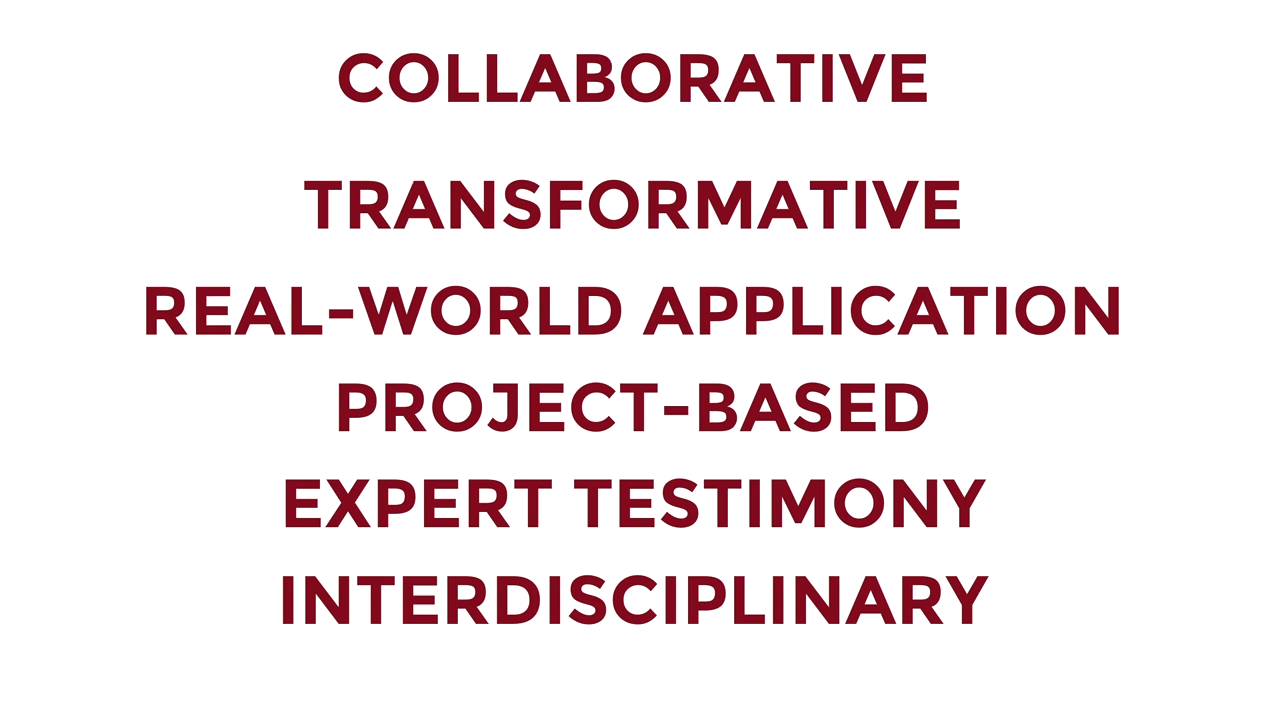 COLLABORATIVE
TRANSFORMATIVE
REAL-WORLD APPLICATION
PROJECT-BASED
EXPERT TESTIMONY
INTERDISCIPLINARY